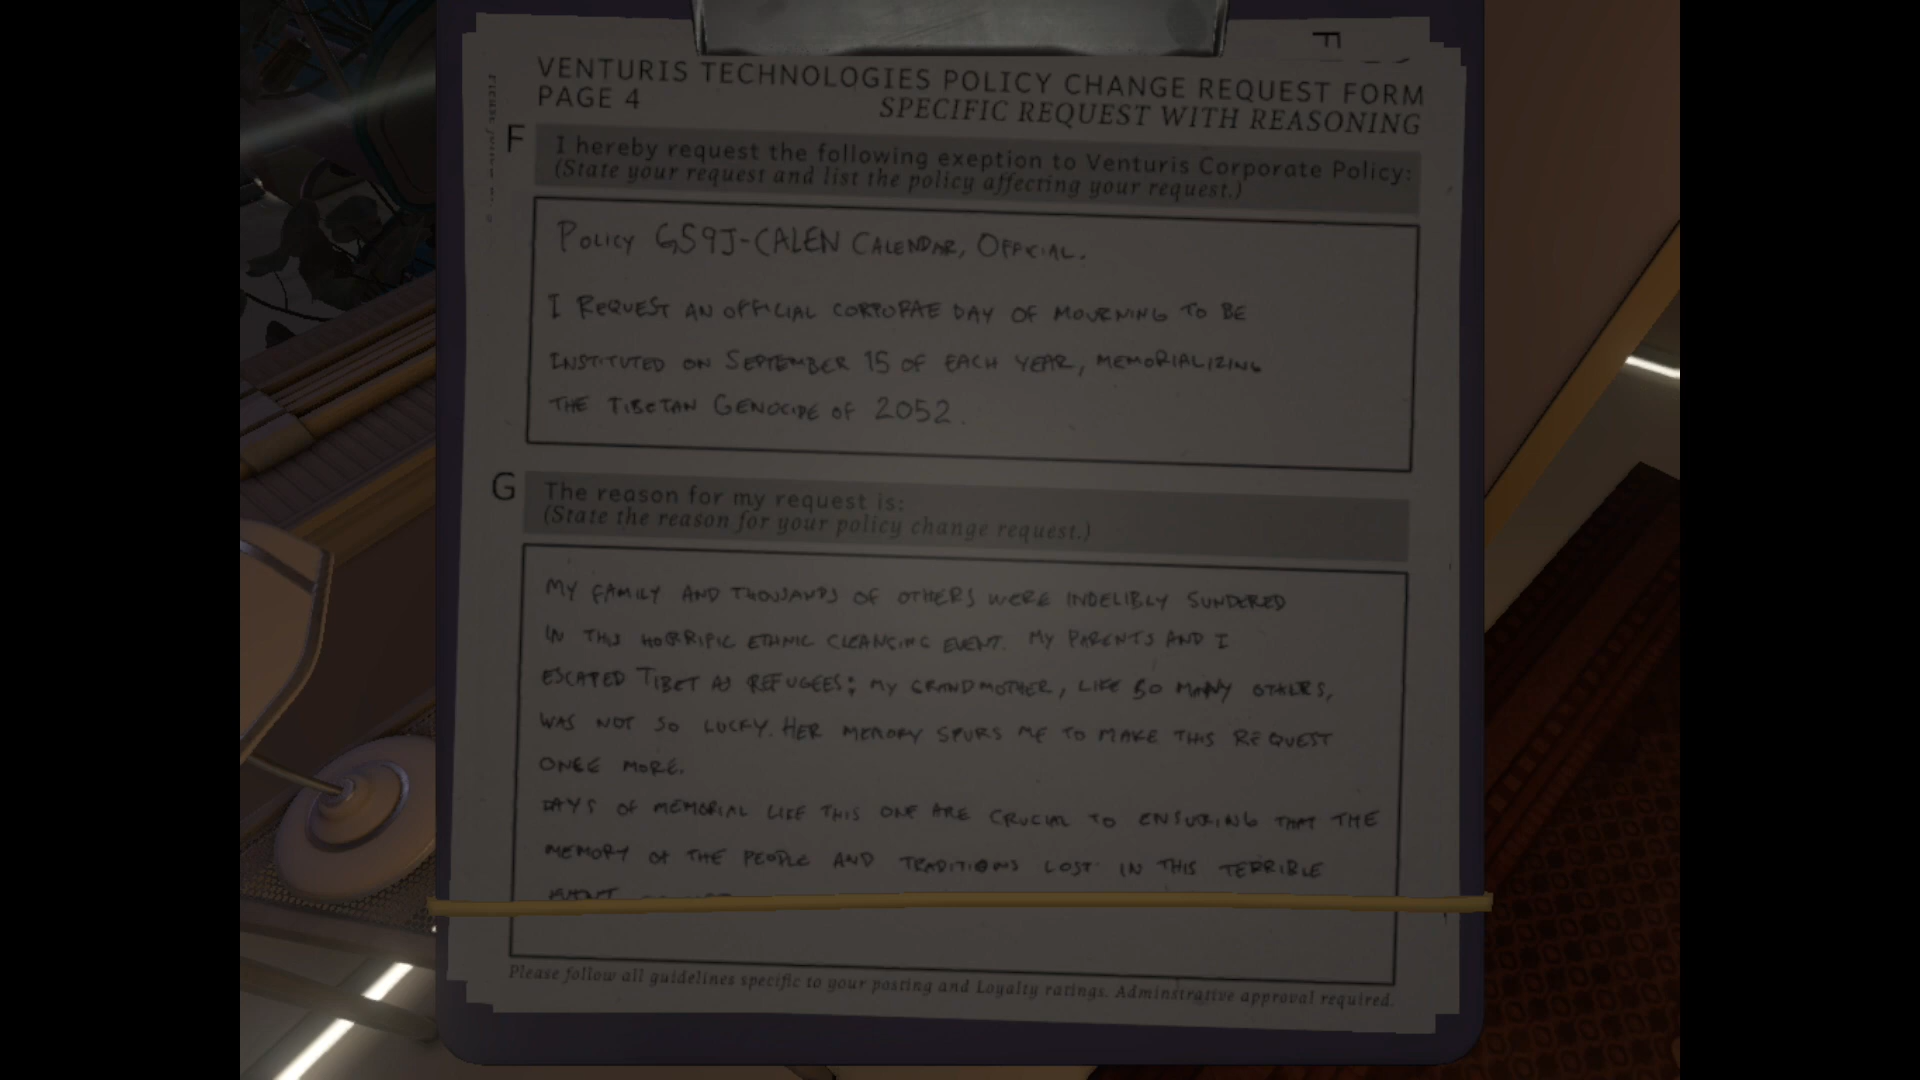 VENTURIS TECHNOLOGIES POLICY CHANGE REQUEST FORM
PAGE 4 SPECIFIC REQUEST WITH REASONING
F I hereby request the following exeption to Venturis Corporate Policy:
(State your request and list the policy affecting your request.)
POLICY GS9J-CALEN CALENDAR, OFFICIAL.
I REQUEST AN OFFICIAL CORPORATE DAY OF MOURNING TO BE
INSTITUTED ON SEPTEMBER 15 OF EACH YEAR, MEMORIALIZING
THE TIBETAN GENOCIDE OF 2052.
G The reason for my request is:
(State the reason for your policy change request.)
MY FAMILY AND THOUSANDS OF OTHERS WERE INDELIBLY SUNDERED
IN THIS HORRIFIC ETHNIC CLEANSING EVENT. MY PARENTS AND I
ESCAPED TIBET AS REFUGEES; MY GRANDMOTHER, LIKE SO MANY OTHERS,
WAS NOT SO LUCKY. HER MEMORY SPURS ME TO MAKE THIS REQUEST
ONCE MORE.
DAYS OF MEMORIAL LIKE THIS ONE ARE CRUCIAL TO ENSURING THAT THE
MEMORY OF THE PEOPLE AND TRADITIONS LOST IN THIS TERRIBLE
EVENT
Please follow all guidelines specific to your posting and Loyalty ratings. Adminstrative approval required.